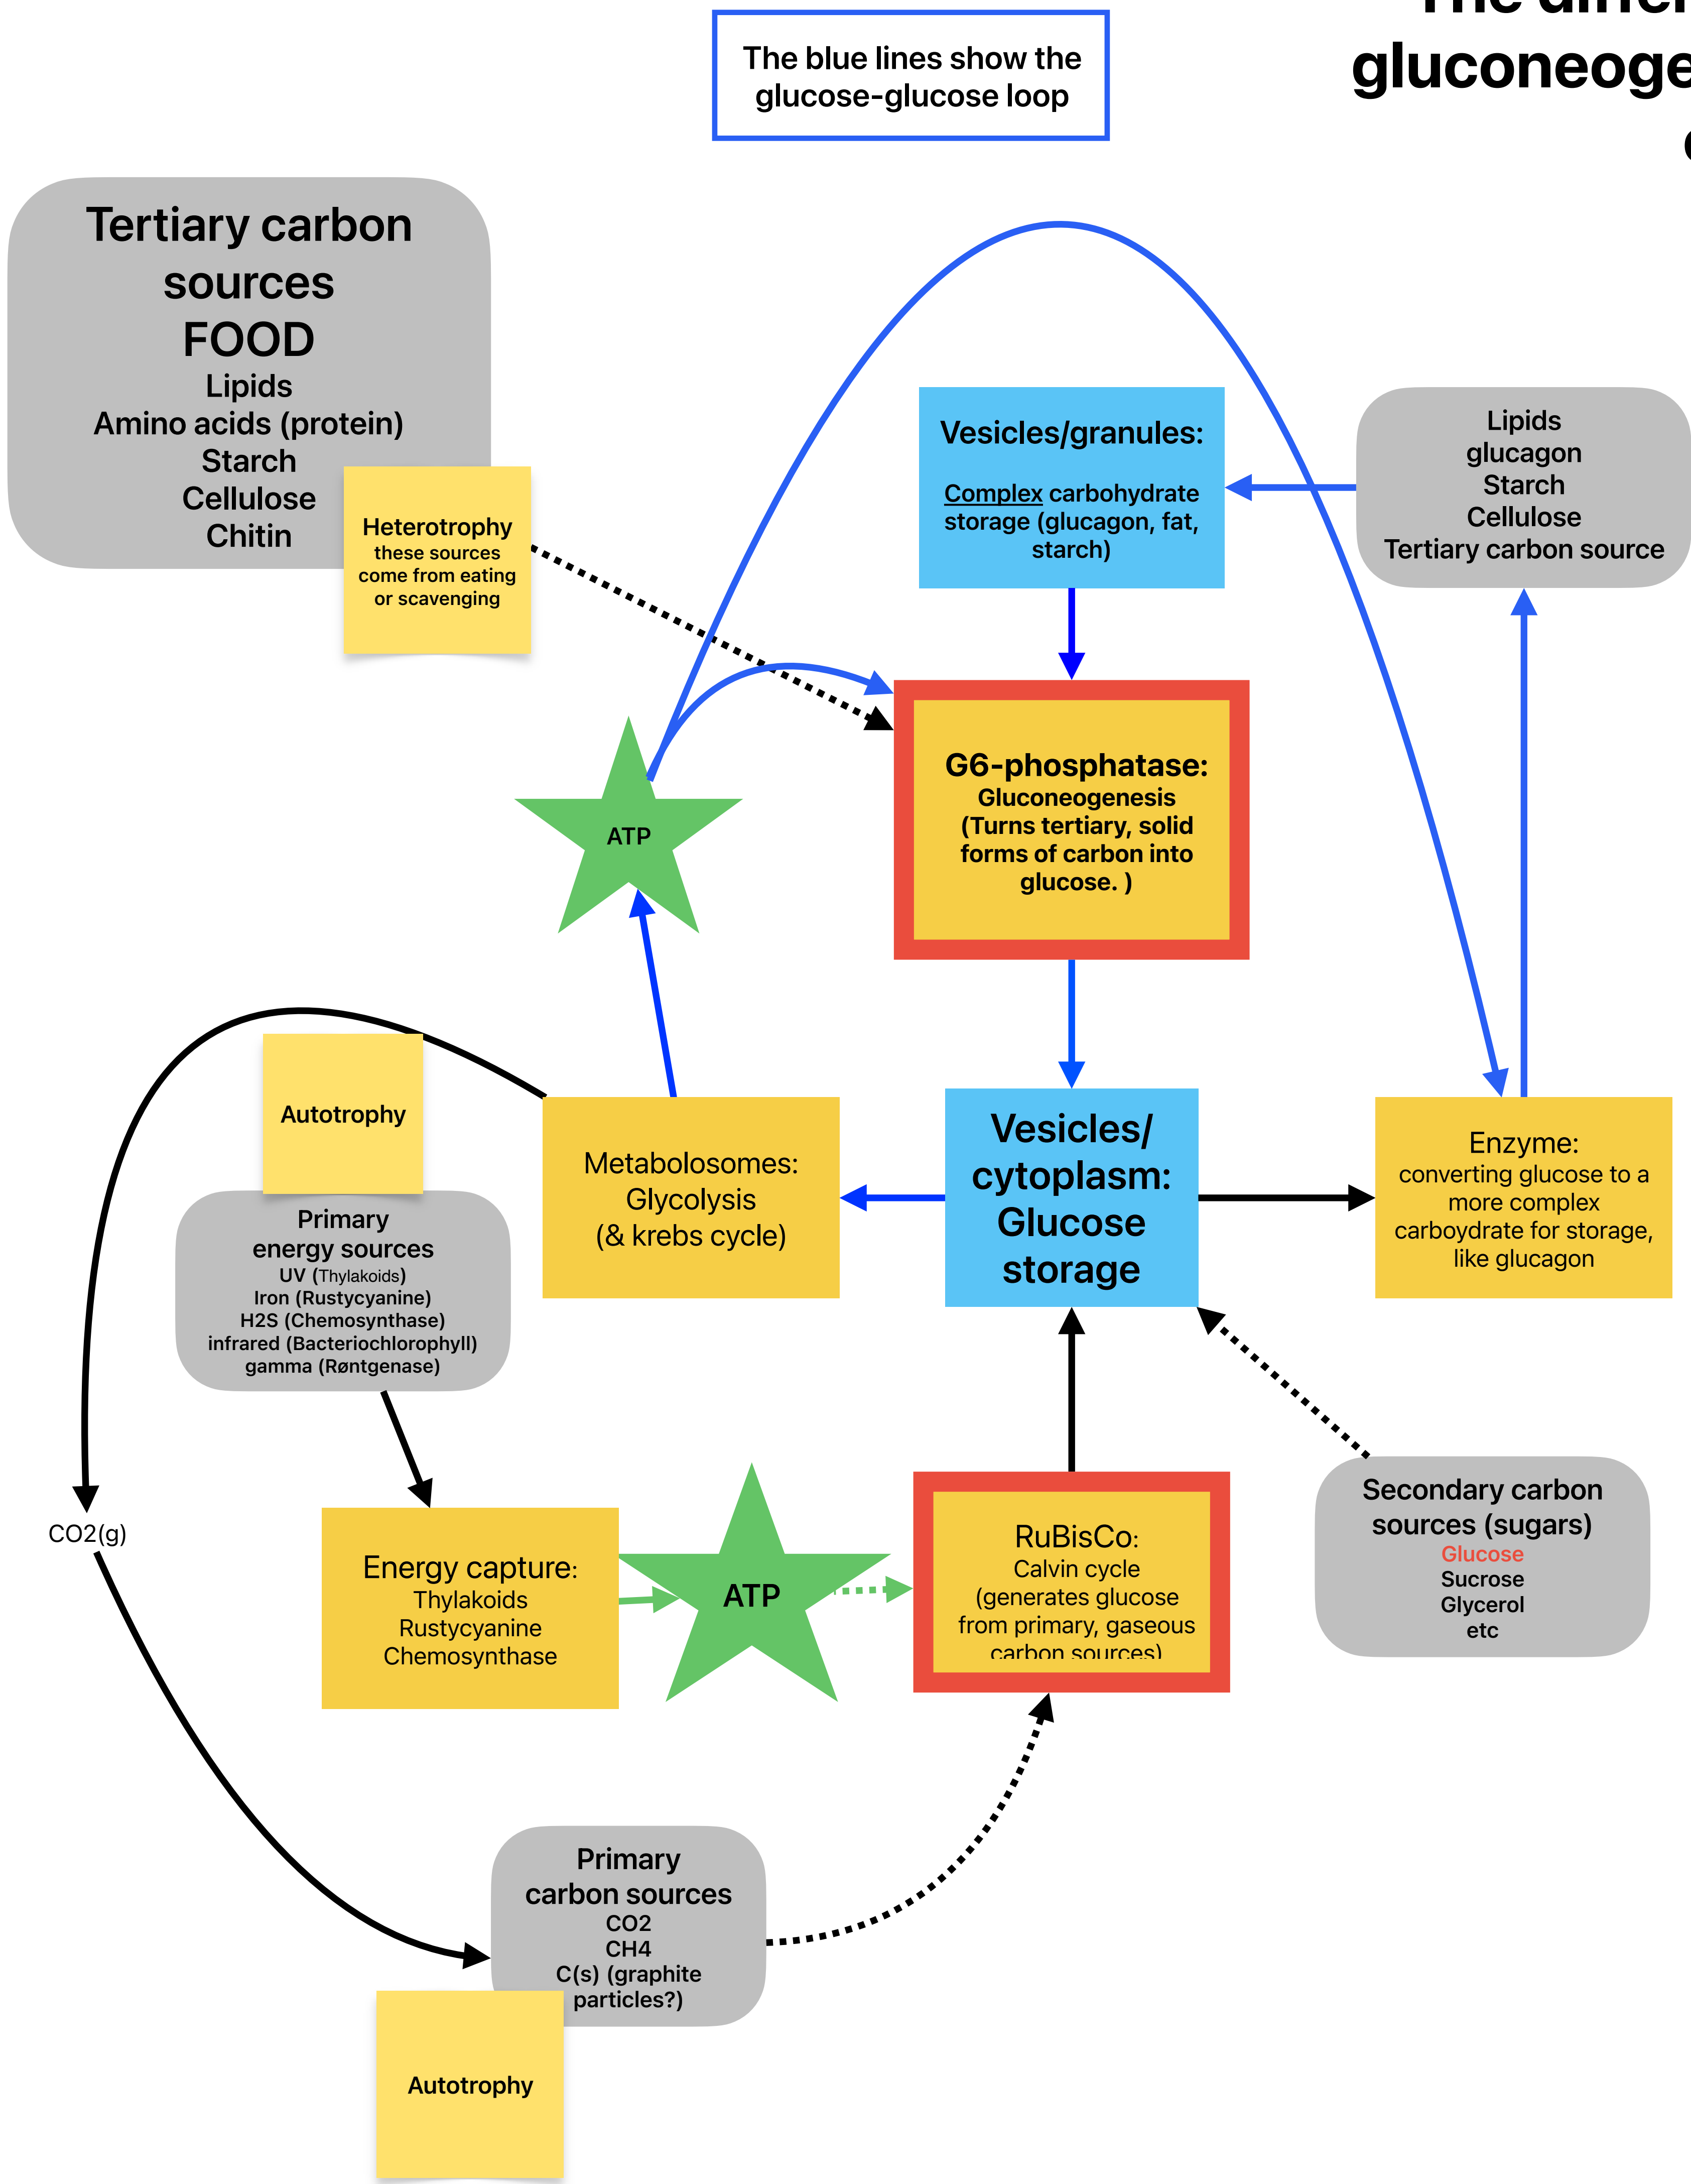 The blue lines show the
glucose-glucose loop
Tertiary carbon
sources
FOOD
Lipids
Amino acids (protein)
Starch
Cellulose
Chitin
Heterotrophy
these sources
come from eating
or scavenging
Vesicles/granules:
Complex carbohydrate
storage (glucagon, fat,
starch)
Lipids
glucagon
Starch
Cellulose
Tertiary carbon source
G6-phosphatase:
Gluconeogenesis
(Turns tertiary, solid
forms of carbon into
glucose. )
ATP
Autotrophy
Metabolosomes:
Glycolysis
(& krebs cycle)
Vesicles/
cytoplasm:
Glucose
storage
Enzyme:
converting glucose to a
more complex
carboydrate for storage,
like glucagon
Primary
energy sources
UV (Thylakoids)
Iron (Rustycyanine)
H2S (Chemosynthase)
infrared (Bacteriochlorophyll)
gamma (Røntgenase)
CO2(g)
Energy capture:
Thylakoids
Rustycyanine
Chemosynthase
ATP
RuBisCo:
Calvin cycle
(generates glucose
from primary, gaseous
carbon sources)
Secondary carbon
sources (sugars)
Glucose
Sucrose
Glycerol
etc
Primary
carbon sources
CO2
CH4
C(s) (graphite
particles?)
Autotrophy